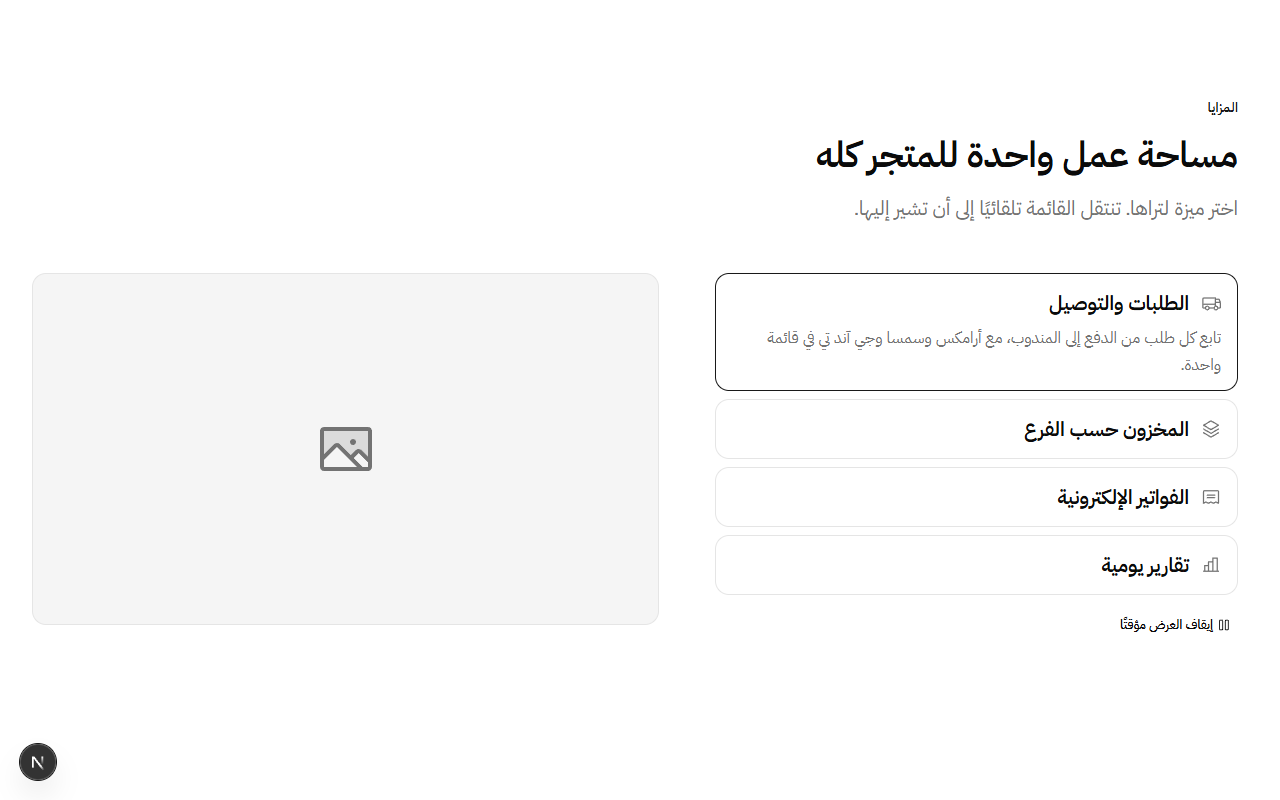 المزايا
مساحة عمل واحدة للمتجر كله
اختر ميزة لتراها. تنتقل القائمة تلقائيًا إلى أن تشير إليها.
الطلبات والتوصيل
تابع كل طلب من الدفع إلى المندوب، مع أرامكس وسمسا وجي آند تي في قائمة
واحدة.
المخزون حسب الفرع
الفواتير الإلكترونية
تقارير يومية
إيقاف العرض مؤقتًا
N